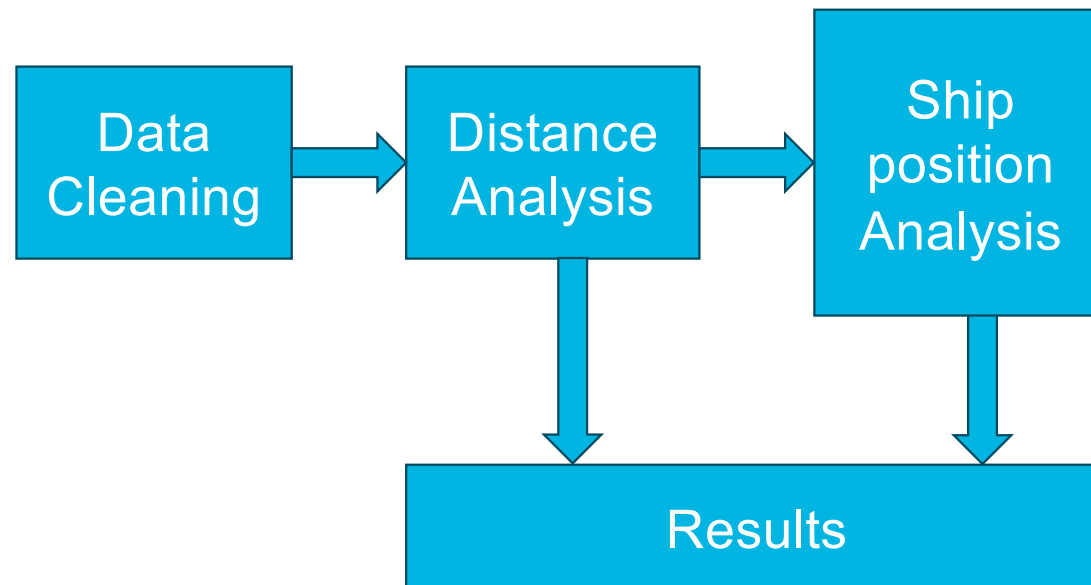 Data
Cleaning
Distance
Analysis
Ship
position
Analysis
Results